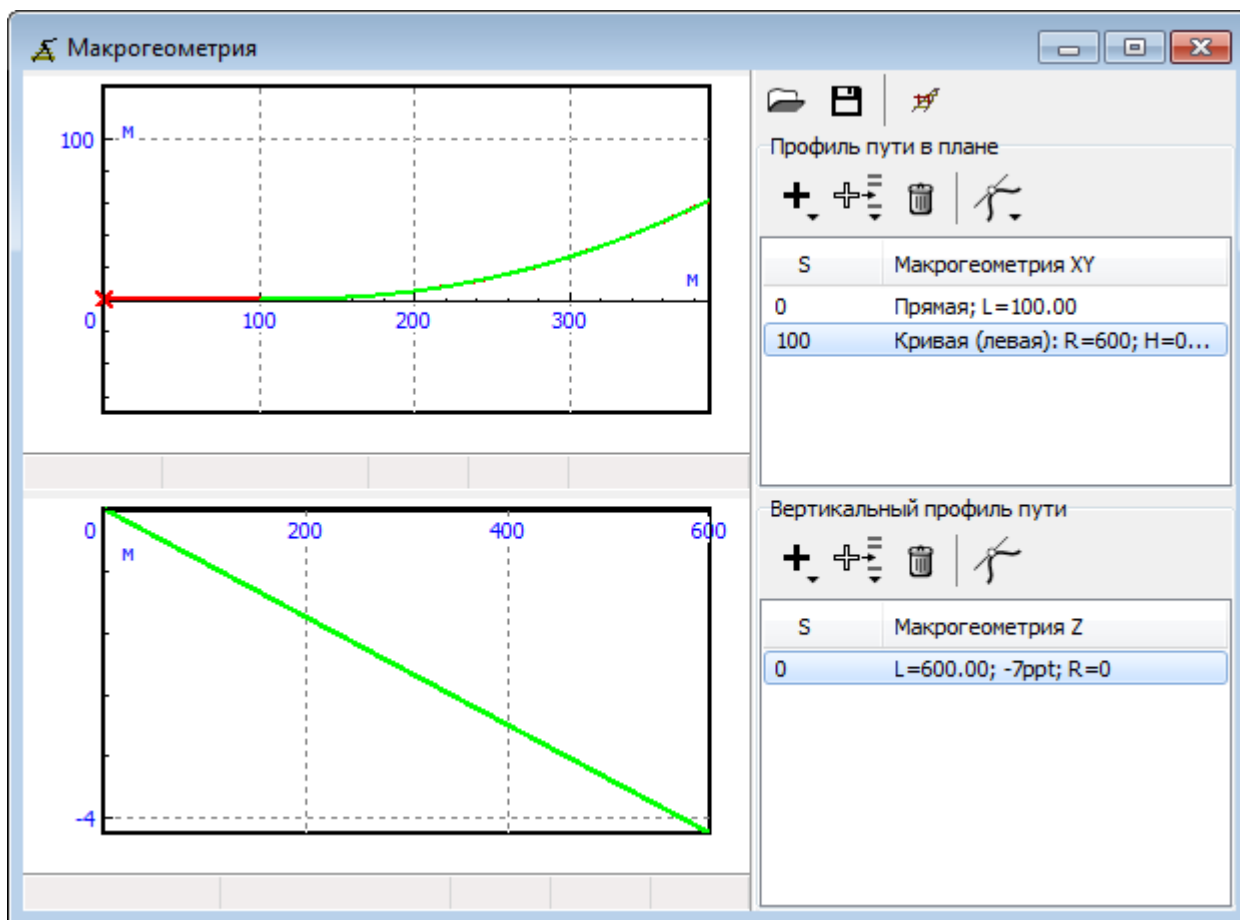 Макрогеометрия
100
м
м
0
100
200
300
0
200
400
600
м
-4
Профиль пути в плане
S Макрогеометрия XY
0 Прямая; L=100.00
100 Кривая (левая): R=600; H=0...
Вертикальный профиль пути
S Макрогеометрия Z
0 L=600.00; -7ppt; R=0